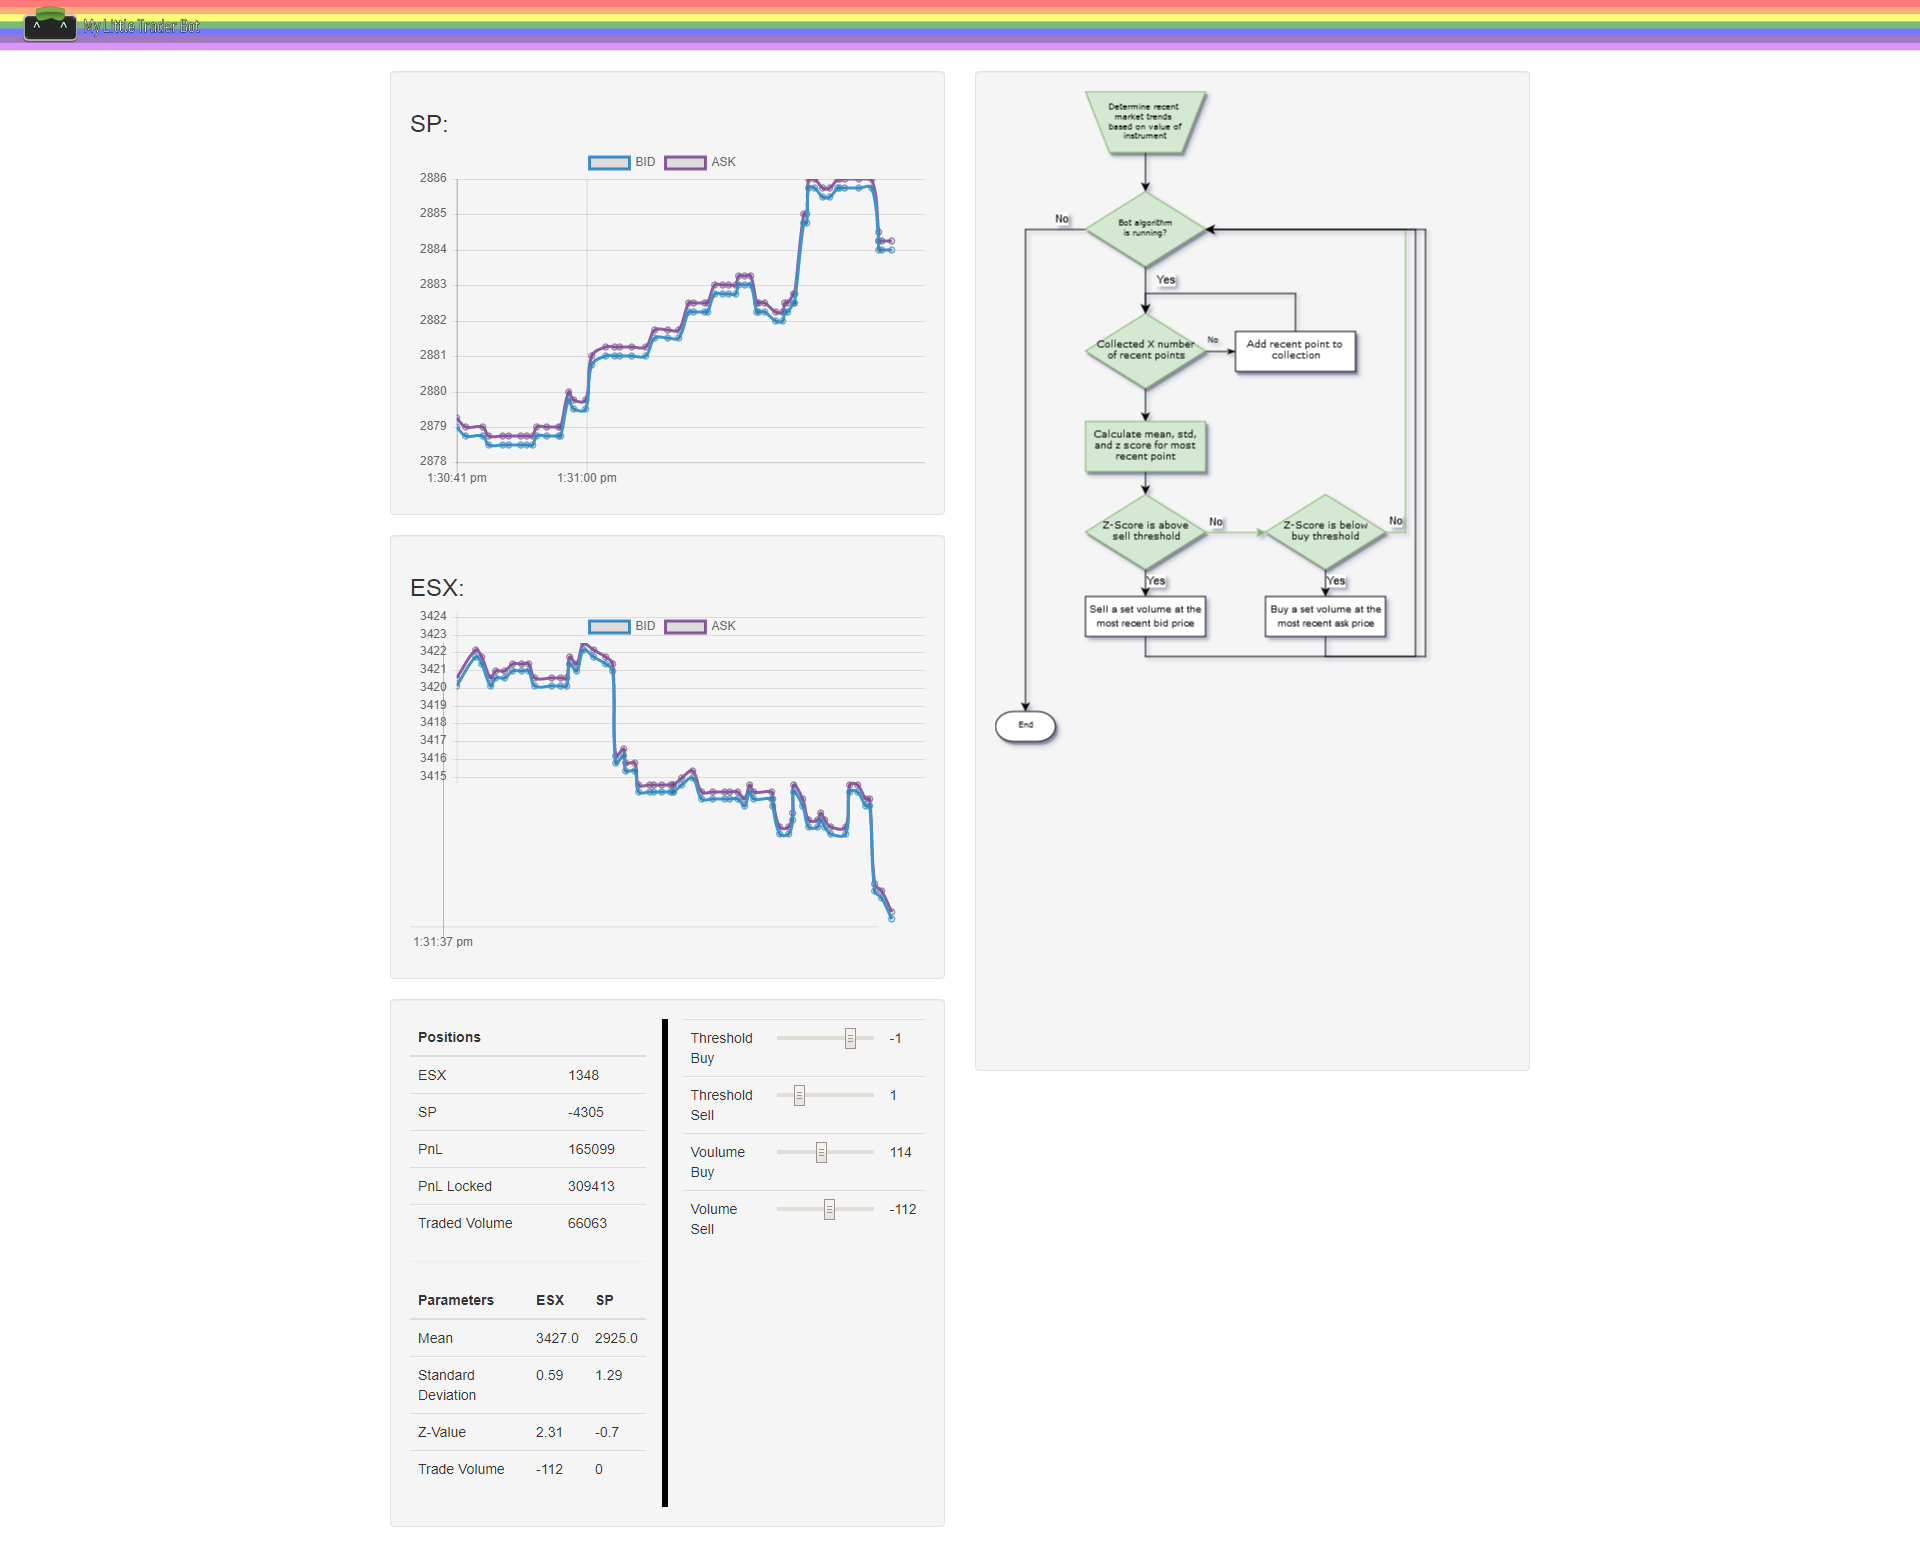 My Little Trader Bot
SP:
BID ASK
2886
2885
2884
2883
2882
2881
2880
2879
2878
1:30:41 pm 1:31:00 pm
ESX:
BID ASK
3424
3423
3422
3421
3420
3419
3418
3417
3416
3415
1:31:37 pm
Positions
ESX 1348
SP -4305
PnL 165099
PnL Locked 309413
Traded Volume 66063
Parameters ESX SP
Mean 3427.0 2925.0
Standard
Deviation 0.59 1.29
Z-Value 2.31 -0.7
Trade Volume -112 0
Threshold
Buy -1
Threshold
Sell 1
Voulume
Buy 114
Volume
Sell -112
Determine recent
market trends
based on value of
instrument
Bot algorithm
is running?
No
Yes
Collected X number
of recent points
No
Add recent point to
collection
Calculate mean, std,
and z score for most
recent point
Z-Score is above
sell threshold
No
Z-Score is below
buy threshold
No
Yes
Yes
Sell a set volume at the
most recent bid price
Buy a set volume at the
most recent ask price
End